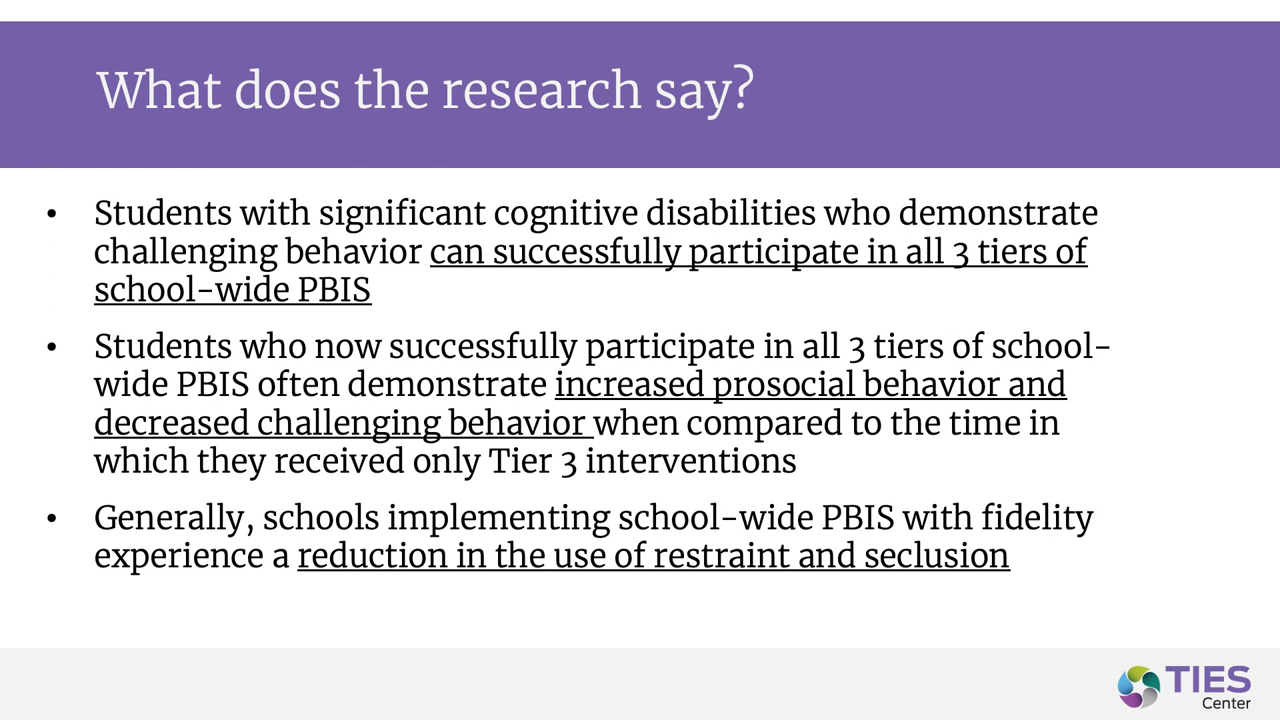 What does the research say?
• Students with significant cognitive disabilities who demonstrate
challenging behavior can successfully participate in all 3 tiers of
school-wide PBIS
• Students who now successfully participate in all 3 tiers of school-
wide PBIS often demonstrate increased prosocial behavior and
decreased challenging behavior when compared to the time in
which they received only Tier 3 interventions
• Generally, schools implementing school-wide PBIS with fidelity
experience a reduction in the use of restraint and seclusion
TIES
Center